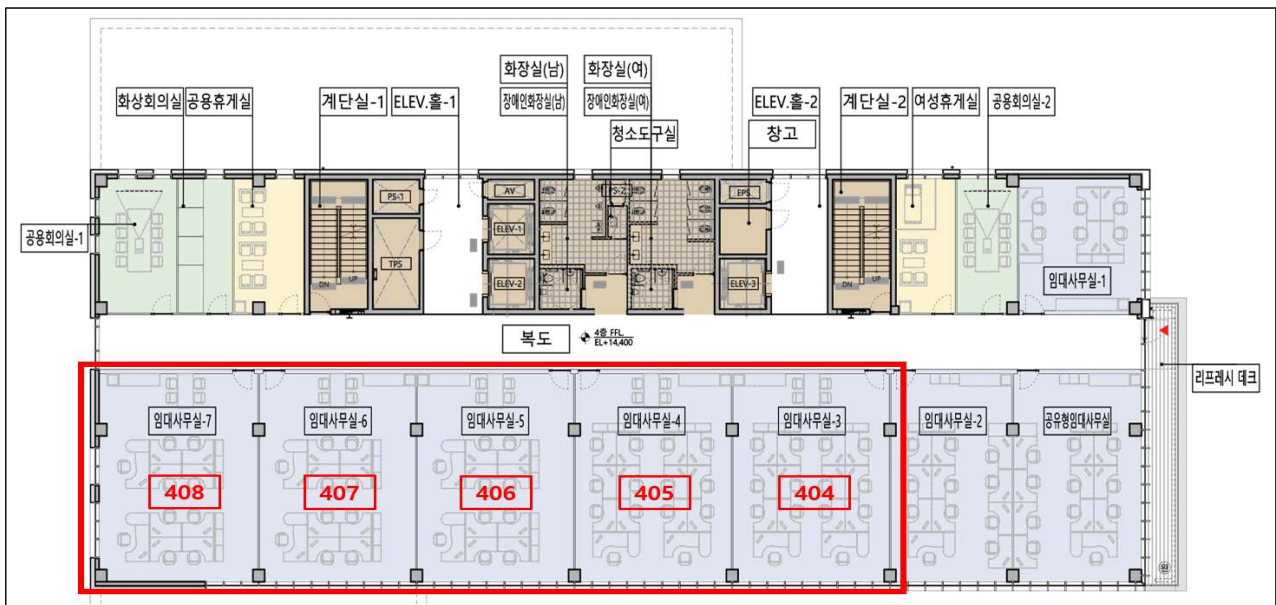 화장실(남)
화장실(여)
화상회의실
공용휴게실
계단실-1
ELEV.홀-1
장애인화장실(남)
장애인화장실(여)
ELEV.홀-2
계단실-2
여성휴게실
공용회의실-2
청소도구실
창고
PS-1
AV
PS-2
EPS
공용회의실-1
ELEV-1
TPS
임대사무실-1
DN
UP
ELEV-2
ELEV-3
DN
UP
복도
4층 FFL.
EL+14,400
리프레시 데크
임대사무실-7
임대사무실-6
임대사무실-5
임대사무실-4
임대사무실-3
임대사무실-2
공유형임대사무실
408
407
406
405
404